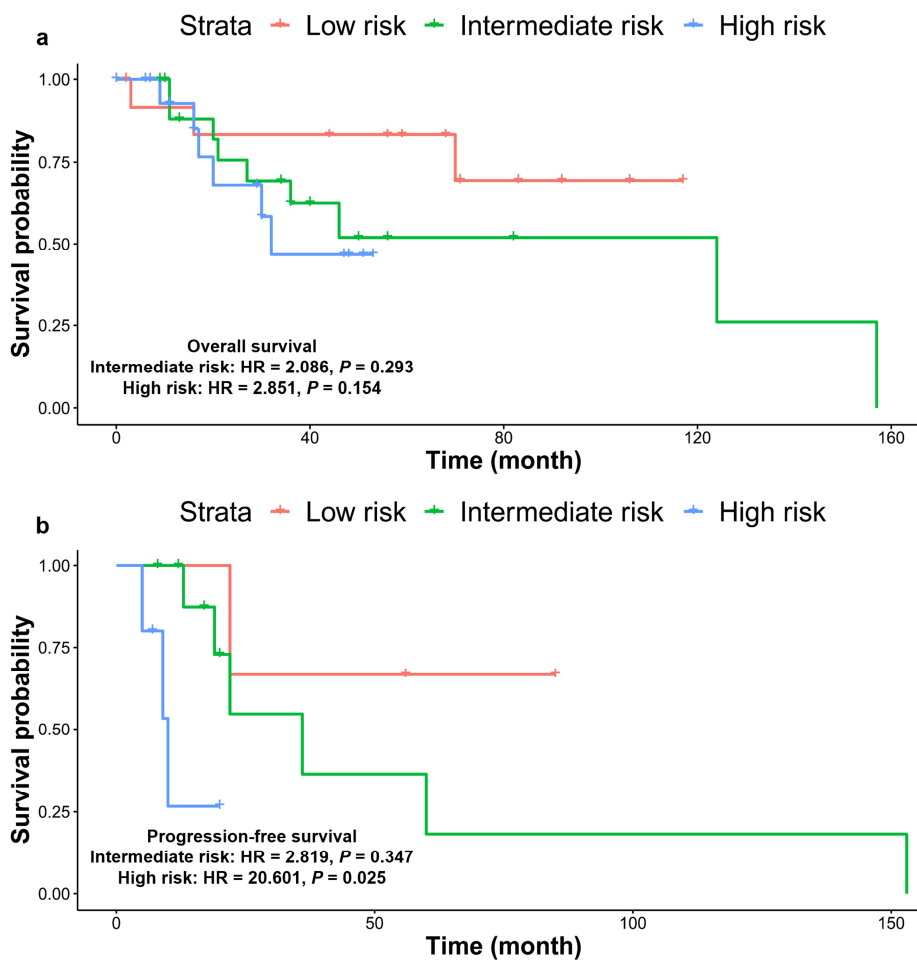 a
Strata Low risk Intermediate risk High risk
1.00
0.75
0.50
0.25
0.00
Survival probability
Overall survival
Intermediate risk: HR = 2.086, P = 0.293
High risk: HR = 2.851, P = 0.154
0 40 80 120 160
Time (month)
b
Strata Low risk Intermediate risk High risk
1.00
0.75
0.50
0.25
0.00
Survival probability
Progression-free survival
Intermediate risk: HR = 2.819, P = 0.347
High risk: HR = 20.601, P = 0.025
0 50 100 150
Time (month)